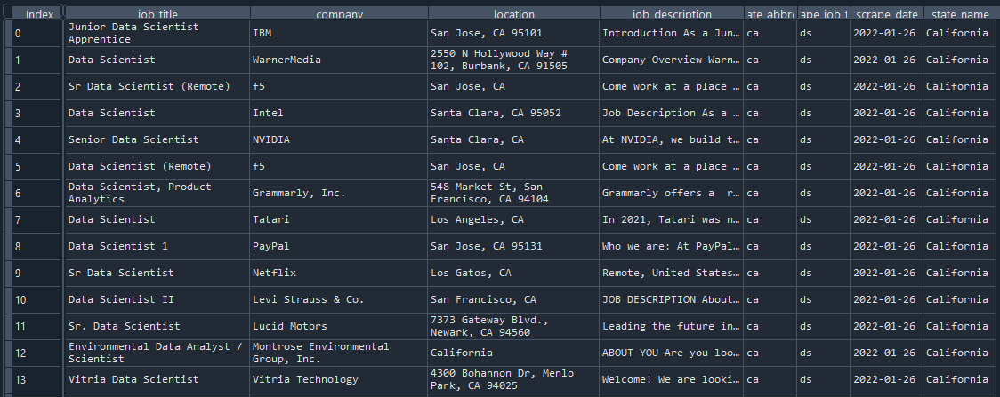 Index job_title company location job_description ate_abbre ape_job_t scrape_date state_name
0 Junior Data Scientist Apprentice IBM San Jose, CA 95101 Introduction As a Jun… ca ds 2022-01-26 California
1 Data Scientist WarnerMedia 2550 N Hollywood Way # 102, Burbank, CA 91505 Company Overview Warn… ca ds 2022-01-26 California
2 Sr Data Scientist (Remote) f5 San Jose, CA Come work at a place … ca ds 2022-01-26 California
3 Data Scientist Intel Santa Clara, CA 95052 Job Description As a … ca ds 2022-01-26 California
4 Senior Data Scientist NVIDIA Santa Clara, CA At NVIDIA, we build t… ca ds 2022-01-26 California
5 Data Scientist (Remote) f5 San Jose, CA Come work at a place … ca ds 2022-01-26 California
6 Data Scientist, Product Analytics Grammarly, Inc. 548 Market St, San Francisco, CA 94104 Grammarly offers a  r… ca ds 2022-01-26 California
7 Data Scientist Tatari Los Angeles, CA In 2021, Tatari was n… ca ds 2022-01-26 California
8 Data Scientist 1 PayPal San Jose, CA 95131 Who we are: At PayPal… ca ds 2022-01-26 California
9 Sr Data Scientist Netflix Los Gatos, CA Remote, United States… ca ds 2022-01-26 California
10 Data Scientist II Levi Strauss & Co. San Francisco, CA JOB DESCRIPTION About… ca ds 2022-01-26 California
11 Sr. Data Scientist Lucid Motors 7373 Gateway Blvd., Newark, CA 94560 Leading the future in… ca ds 2022-01-26 California
12 Environmental Data Analyst / Scientist Montrose Environmental Group, Inc. California ABOUT YOU Are you loo… ca ds 2022-01-26 California
13 Vitria Data Scientist Vitria Technology 4300 Bohannon Dr, Menlo Park, CA 94025 Welcome! We are looki… ca ds 2022-01-26 California